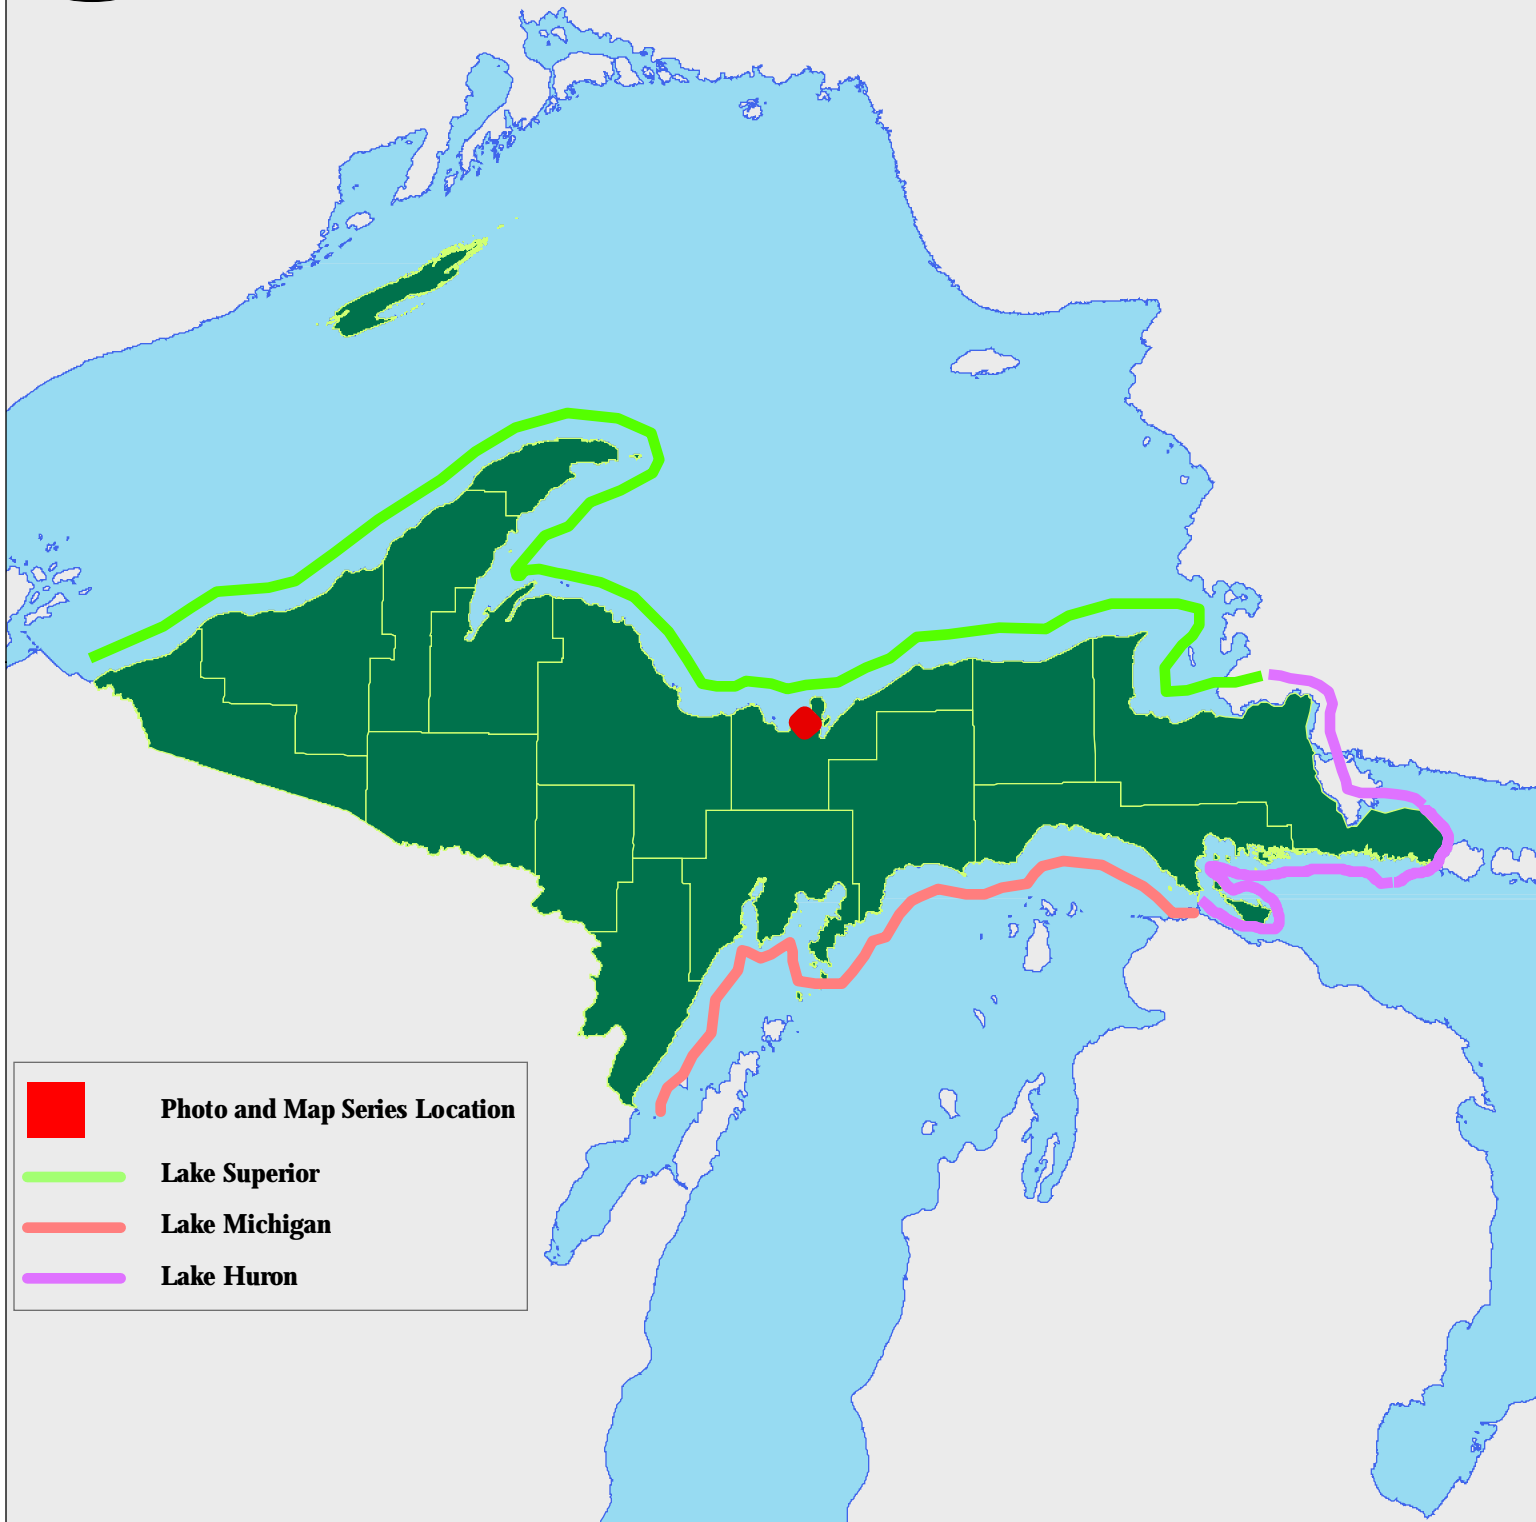 Photo and Map Series Location
Lake Superior
Lake Michigan
Lake Huron